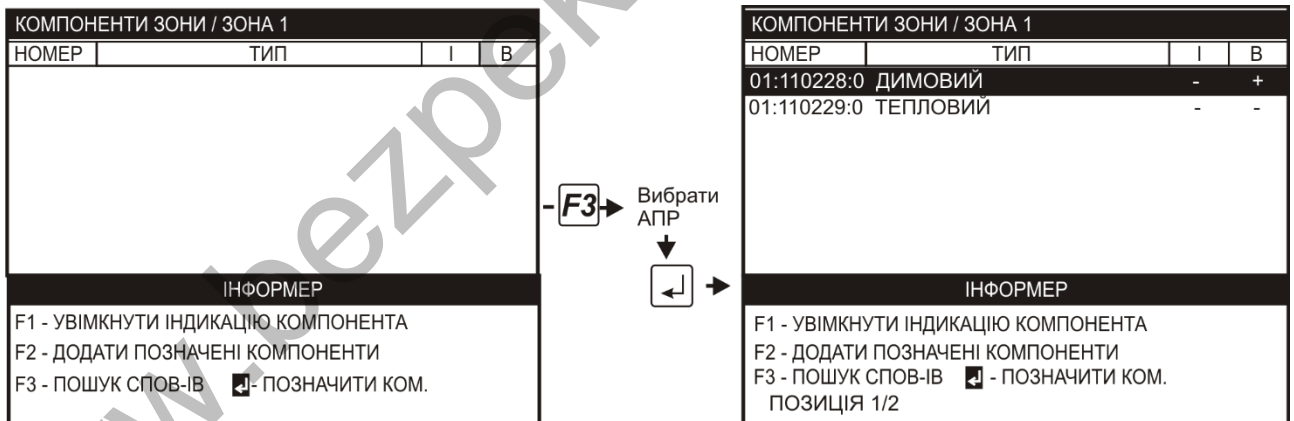 КОМПОНЕНТИ ЗОНИ / ЗОНА 1
НОМЕР ТИП І В
ІНФОРМЕР
F1 - УВІМКНУТИ ІНДИКАЦІЮ КОМПОНЕНТА
F2 - ДОДАТИ ПОЗНАЧЕНІ КОМПОНЕНТИ
F3 - ПОШУК СПОВ-ІВ - ПОЗНАЧИТИ КОМ.
- F3
Вибрати
АПР
КОМПОНЕНТИ ЗОНИ / ЗОНА 1
НОМЕР ТИП І В
01:110228:0 ДИМОВИЙ - +
01:110229:0 ТЕПЛОВИЙ - -
ІНФОРМЕР
F1 - УВІМКНУТИ ІНДИКАЦІЮ КОМПОНЕНТА
F2 - ДОДАТИ ПОЗНАЧЕНІ КОМПОНЕНТИ
F3 - ПОШУК СПОВ-ІВ - ПОЗНАЧИТИ КОМ.
ПОЗИЦІЯ 1/2
w.bezpek